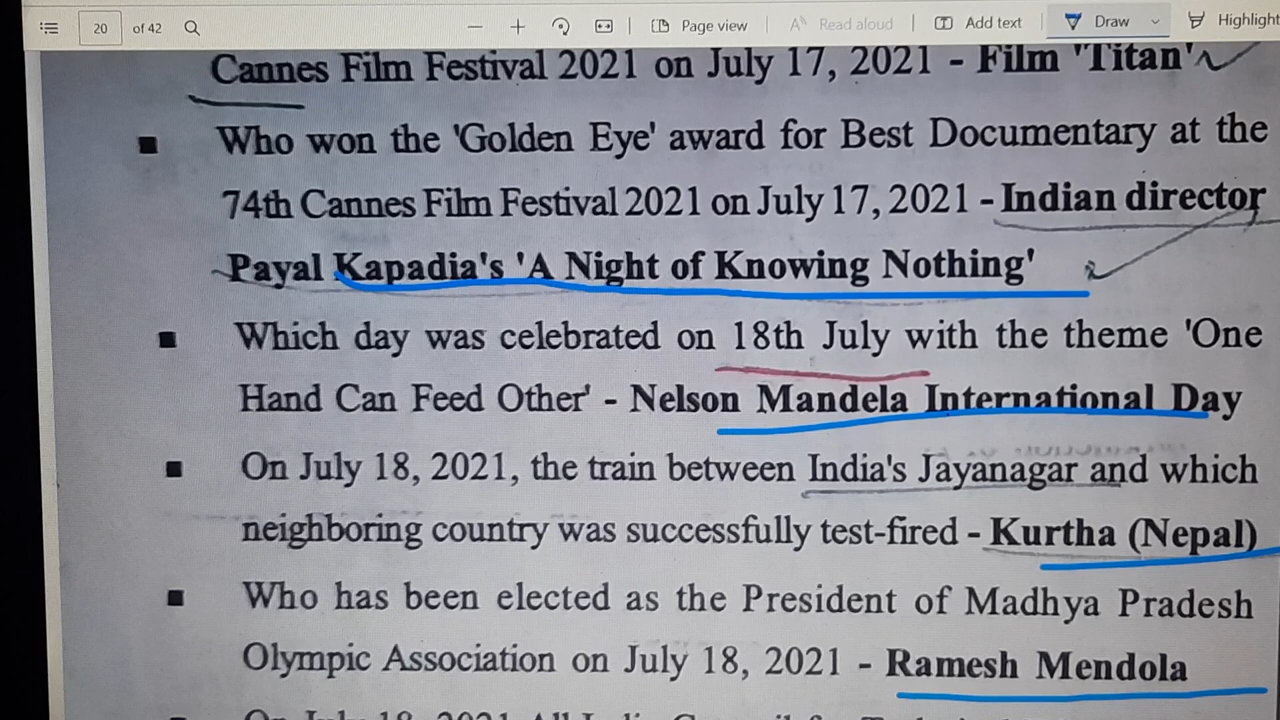 20 of 42 Page view Read aloud Add text Draw Highlight
Cannes Film Festival 2021 on July 17, 2021 - Film 'Titan'
▪ Who won the 'Golden Eye' award for Best Documentary at the
74th Cannes Film Festival 2021 on July 17, 2021 - Indian director
Payal Kapadia's 'A Night of Knowing Nothing'
▪ Which day was celebrated on 18th July with the theme 'One
Hand Can Feed Other' - Nelson Mandela International Day
▪ On July 18, 2021, the train between India's Jayanagar and which
neighboring country was successfully test-fired - Kurtha (Nepal)
▪ Who has been elected as the President of Madhya Pradesh
Olympic Association on July 18, 2021 - Ramesh Mendola